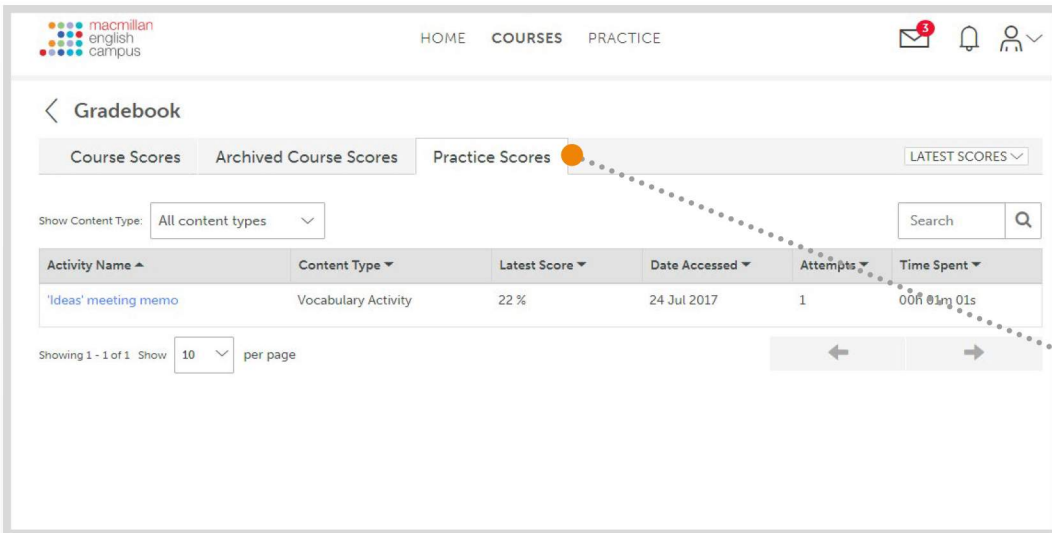 macmillan
english
campus
HOME COURSES PRACTICE
3
Gradebook
Course Scores Archived Course Scores Practice Scores LATEST SCORES
Show Content Type: All content types Search
Activity Name Content Type Latest Score Date Accessed Attempts Time Spent
'Ideas' meeting memo Vocabulary Activity 22 % 24 Jul 2017 1 00h 01m 01s
Showing 1 - 1 of 1 Show 10 per page